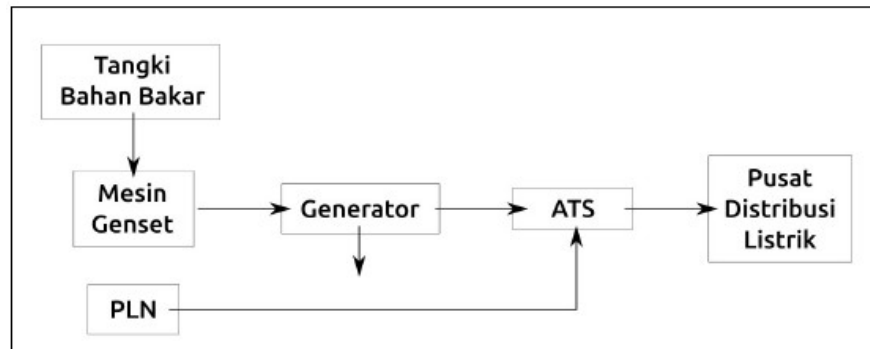 Tangki
Bahan Bakar
Mesin
Genset
Generator
ATS
Pusat
Distribusi
Listrik
PLN